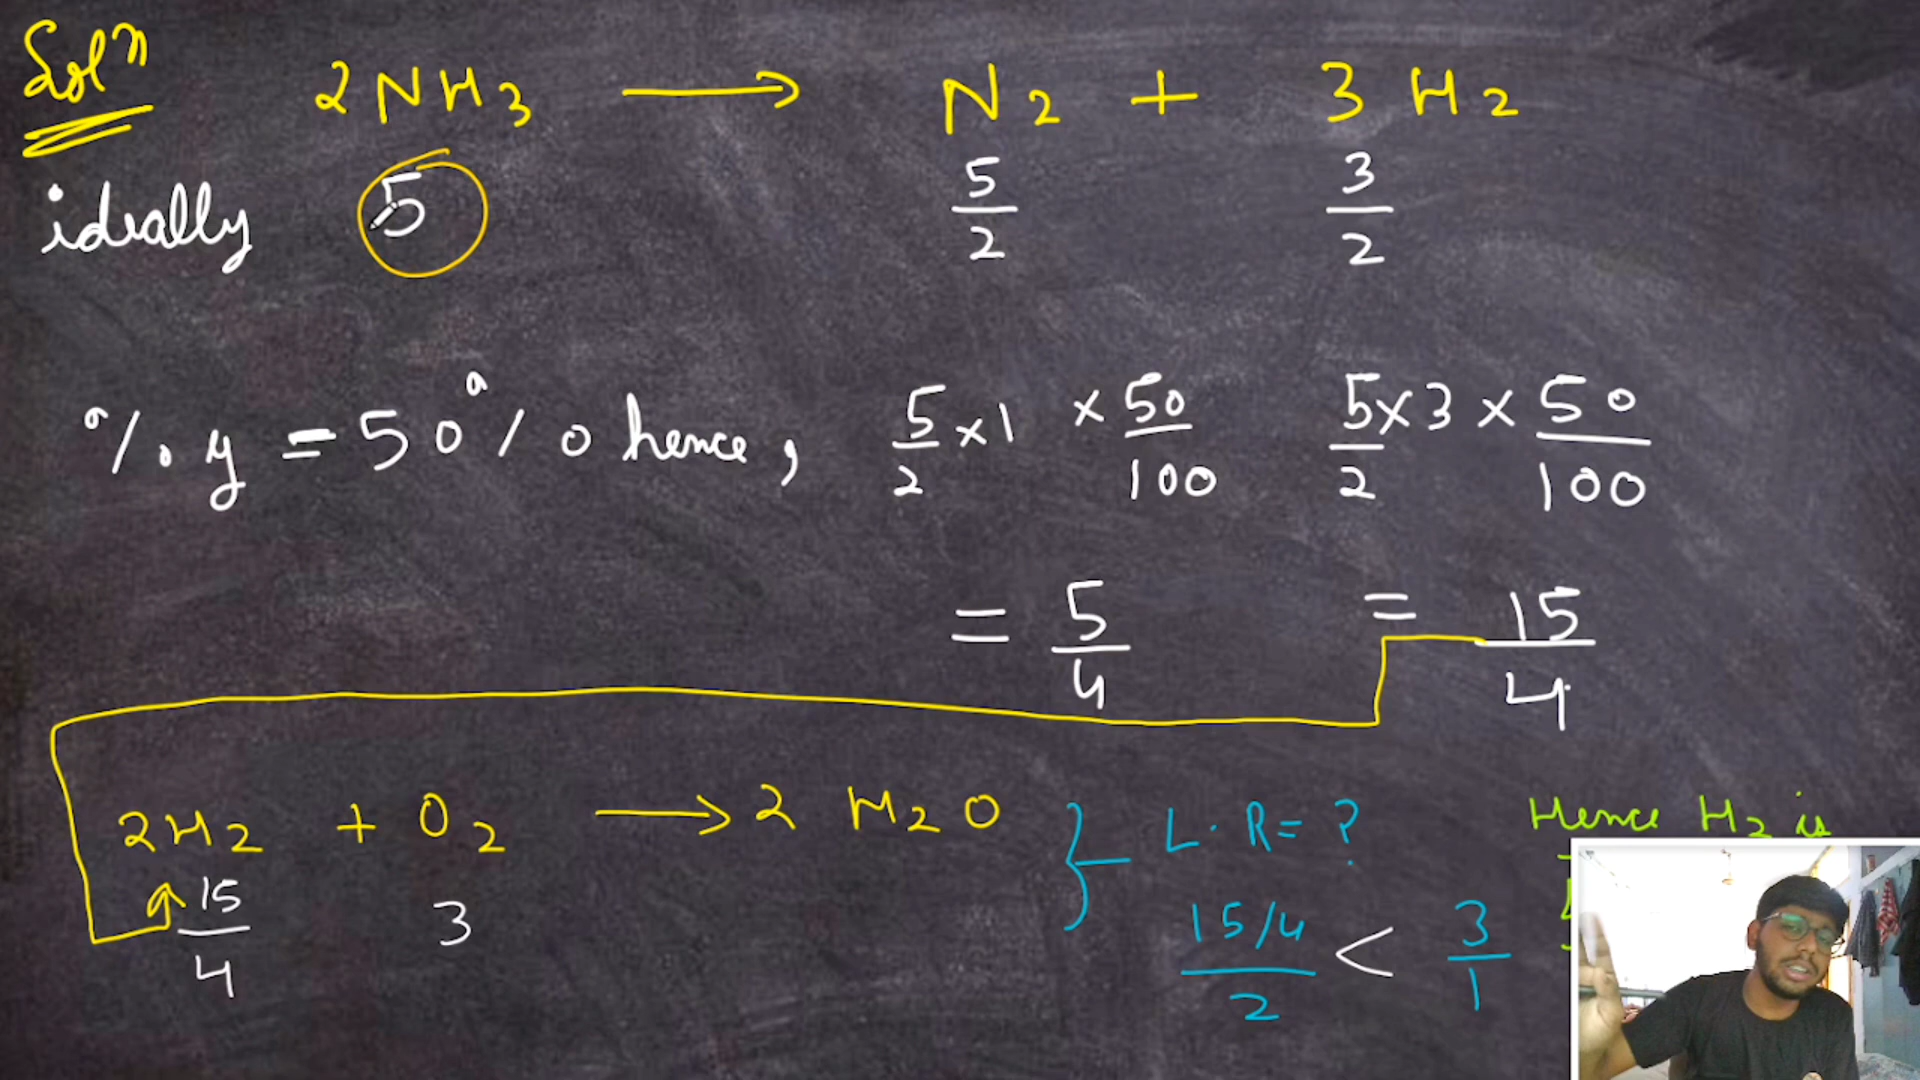 Solⁿ
2NH3 → N2 + 3H2
ideally 5 5/2 3/2
% y = 50% hence, 5/2 × 1 × 50/100 5/2 × 3 × 50/100
= 5/4 = 15/4
2H2 + O2 → 2H2O } L.R = ?
15/4 3 15/4/2 < 3/1
Hence H2 is